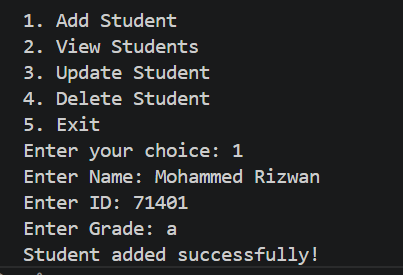 1. Add Student
2. View Students
3. Update Student
4. Delete Student
5. Exit
Enter your choice: 1
Enter Name: Mohammed Rizwan
Enter ID: 71401
Enter Grade: a
Student added successfully!